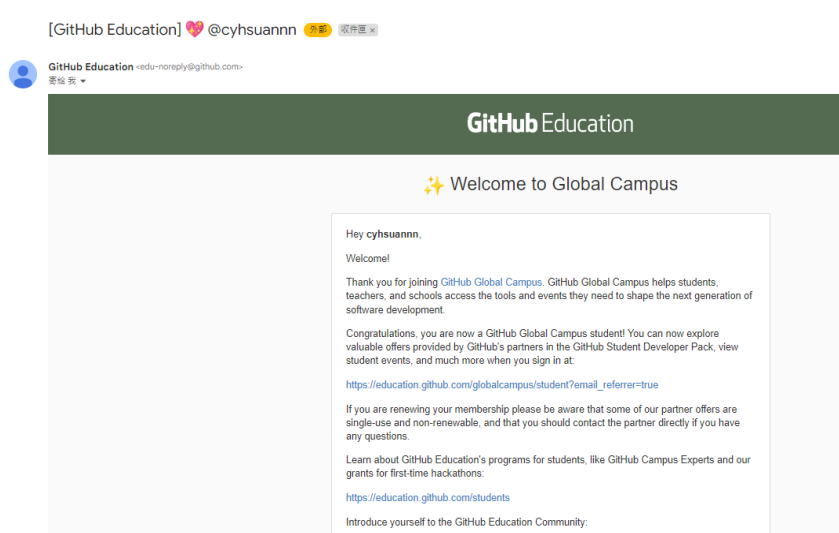 [GitHub Education] 💖 @cyhsuannn 外部 收件匣 ×
GitHub Education <edu-noreply@github.com>
寄給 我
GitHub Education
✨ Welcome to Global Campus
Hey cyhsuannn,
Welcome!
Thank you for joining GitHub Global Campus. GitHub Global Campus helps students,
teachers, and schools access the tools and events they need to shape the next generation of
software development.
Congratulations, you are now a GitHub Global Campus student! You can now explore
valuable offers provided by GitHub's partners in the GitHub Student Developer Pack, view
student events, and much more when you sign in at:
https://education.github.com/globalcampus/student?email_referrer=true
If you are renewing your membership please be aware that some of our partner offers are
single-use and non-renewable, and that you should contact the partner directly if you have
any questions.
Learn about GitHub Education's programs for students, like GitHub Campus Experts and our
grants for first-time hackathons:
https://education.github.com/students
Introduce yourself to the GitHub Education Community: